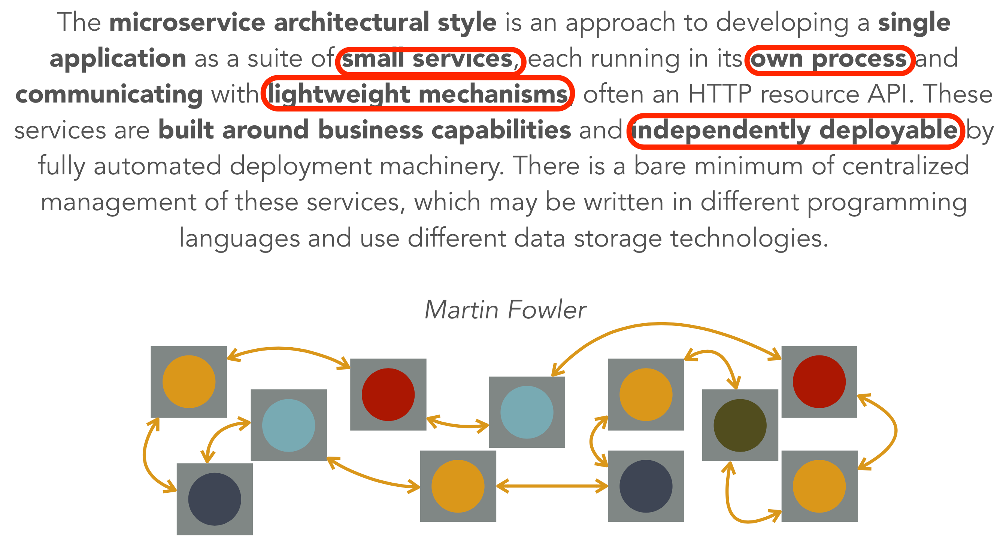 The microservice architectural style is an approach to developing a single
application as a suite of small services, each running in its own process and
communicating with lightweight mechanisms, often an HTTP resource API. These
services are built around business capabilities and independently deployable by
fully automated deployment machinery. There is a bare minimum of centralized
management of these services, which may be written in different programming
languages and use different data storage technologies.
Martin Fowler